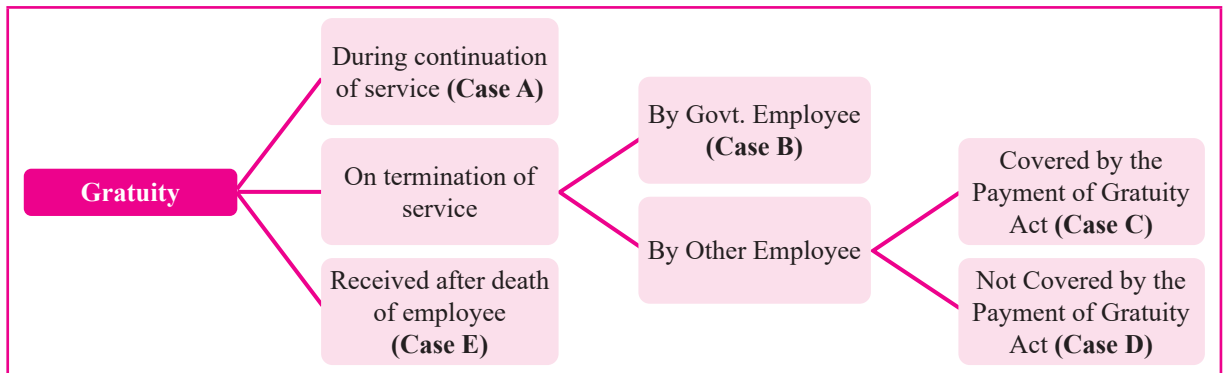 Gratuity
During continuation
of service (Case A)
On termination of
service
Received after death
of employee
(Case E)
By Govt. Employee
(Case B)
By Other Employee
Covered by the
Payment of Gratuity
Act (Case C)
Not Covered by the
Payment of Gratuity
Act (Case D)